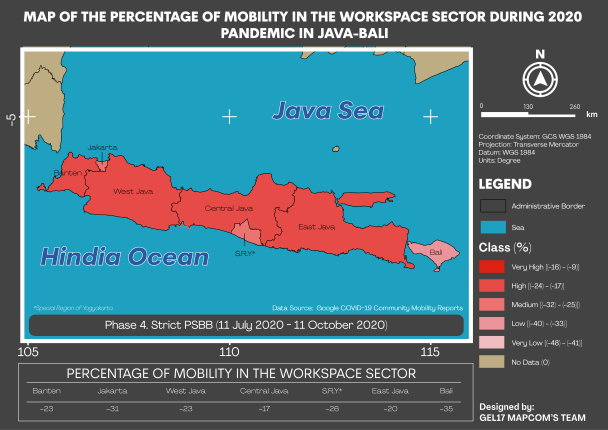 MAP OF THE PERCENTAGE OF MOBILITY IN THE WORKSPACE SECTOR DURING 2020
PANDEMIC IN JAVA-BALI
N
0 130 260
km
-5
Java Sea
Coordinate System: GCS WGS 1984
Projection: Transverse Mercator
Datum: WGS 1984
Units: Degree
Jakarta
Banten
West Java
Central Java
East Java
S.R.Y*
Bali
Hindia Ocean
LEGEND
Administrative Border
Sea
Class (%)
Very High [(-16) - (-9)]
High [(-24) - (-17)]
Medium [(-32) - (-25)]
Low [(-40) - (-33)]
Very Low [(-48) - (-41)]
No Data (0)
*Special Region of Yogyakarta
Data Source: Google COVID-19 Community Mobility Reports
Phase 4. Strict PSBB (11 July 2020 - 11 October 2020)
105 110 115
PERCENTAGE OF MOBILITY IN THE WORKSPACE SECTOR
Banten Jakarta West Java Central Java S.R.Y* East Java Bali
-23 -31 -23 -17 -26 -20 -35
Designed by:
GEL17 MAPCOM'S TEAM